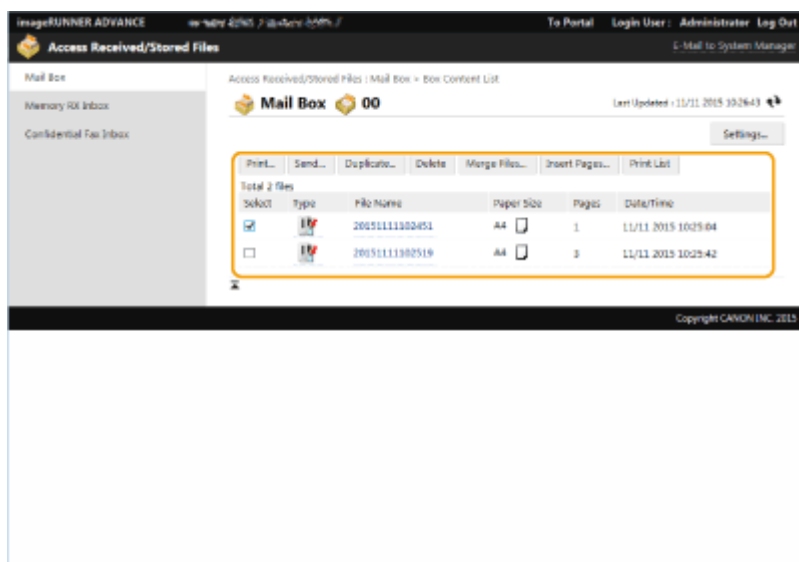 imageRUNNER ADVANCE
To Portal Login User : Administrator Log Out
Access Received/Stored Files
E-Mail to System Manager
Mail Box
Memory RX Inbox
Confidential Fax Inbox
Access Received/Stored Files : Mail Box > Box Content List
Mail Box 00
Last Updated : 11/11 2015 10:26:43
Settings...
Print... Send... Duplicate... Delete Merge Files... Insert Pages... Print List
Total 2 files
Select Type File Name Paper Size Pages Date/Time
20151111102451 A4 1 11/11 2015 10:25:04
20151111102519 A4 3 11/11 2015 10:25:42
Copyright CANON INC. 2015